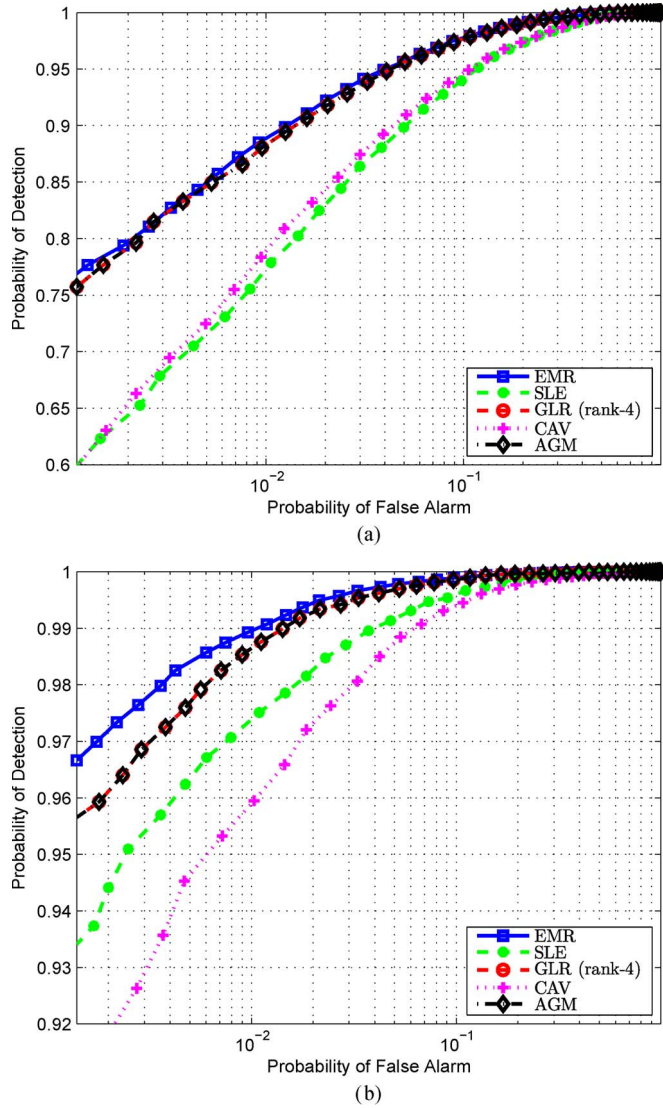 1
0.95
0.9
0.85
0.8
0.75
0.7
0.65
0.6
Probability of Detection
EMR
SLE
GLR (rank-4)
CAV
AGM
10^{-2}
10^{-1}
Probability of False Alarm
(a)
1
0.99
0.98
0.97
0.96
0.95
0.94
0.93
0.92
Probability of Detection
EMR
SLE
GLR (rank-4)
CAV
AGM
10^{-2}
10^{-1}
Probability of False Alarm
(b)